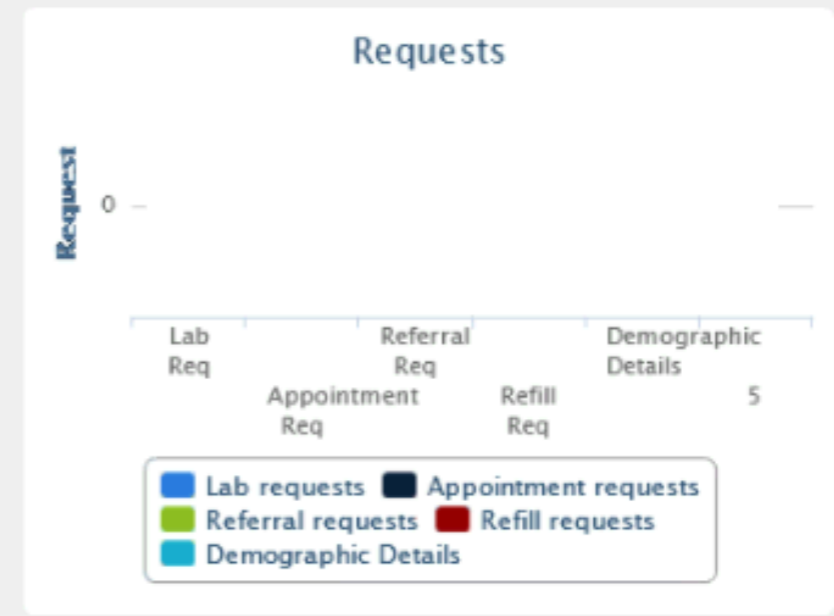 Requests
Request
0
Lab
Req
Appointment
Req
Referral
Req
Refill
Req
Demographic
Details
5
Lab requests
Appointment requests
Referral requests
Refill requests
Demographic Details